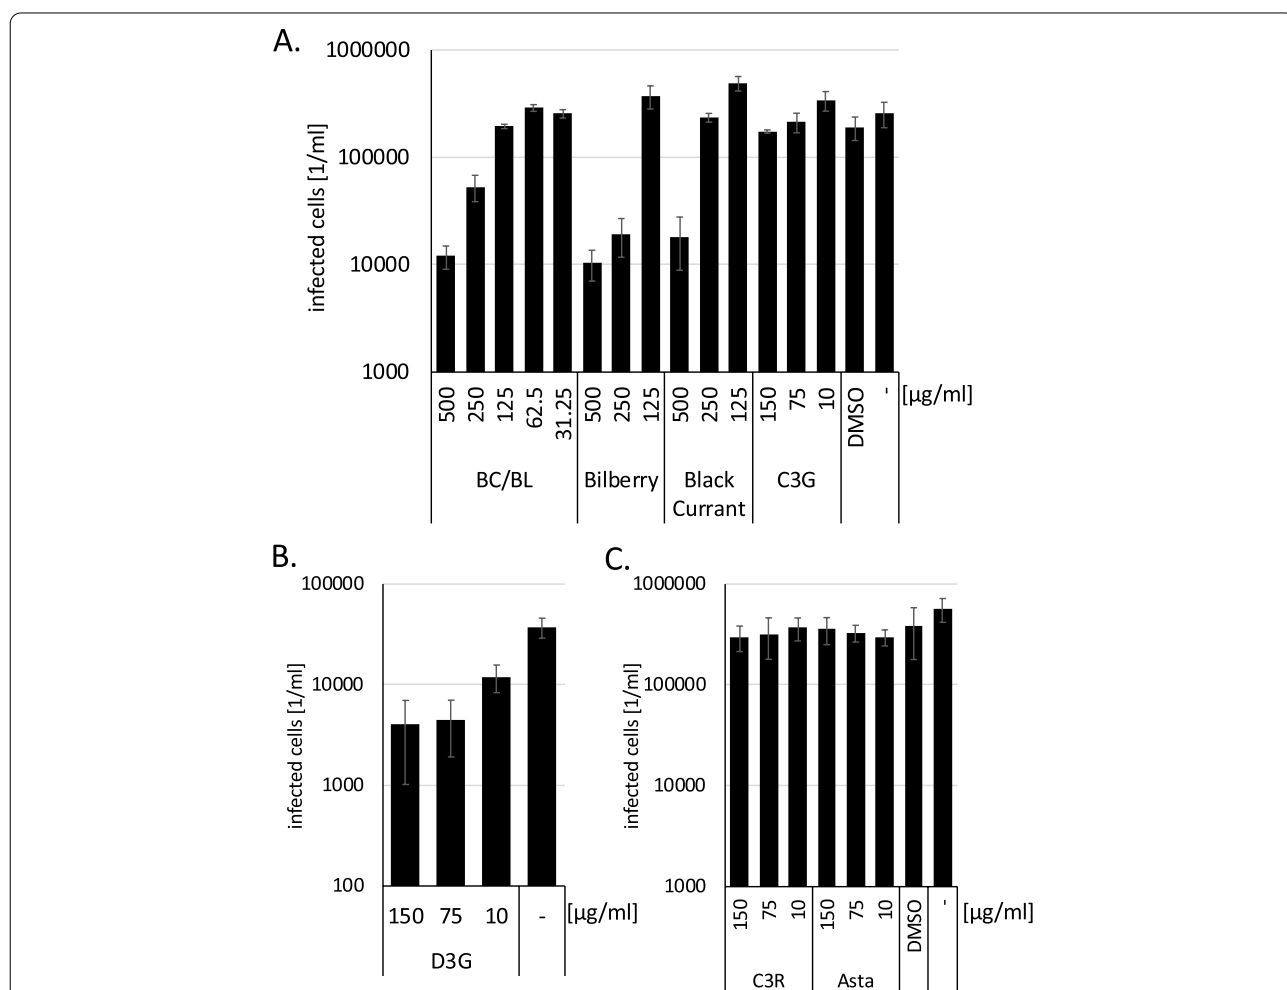 A.
1000000
100000
10000
1000
infected cells [1/ml]
500 250 125 62.5 31.25 500 250 125 500 250 125 150 75 10 DMSO - [µg/ml]
BC/BL Bilberry Black Currant C3G
B.
100000
10000
1000
100
infected cells [1/ml]
150 75 10 - [µg/ml]
D3G
C.
1000000
100000
10000
1000
infected cells [1/ml]
150 75 10 150 75 10 DMSO - [µg/ml]
C3R Asta